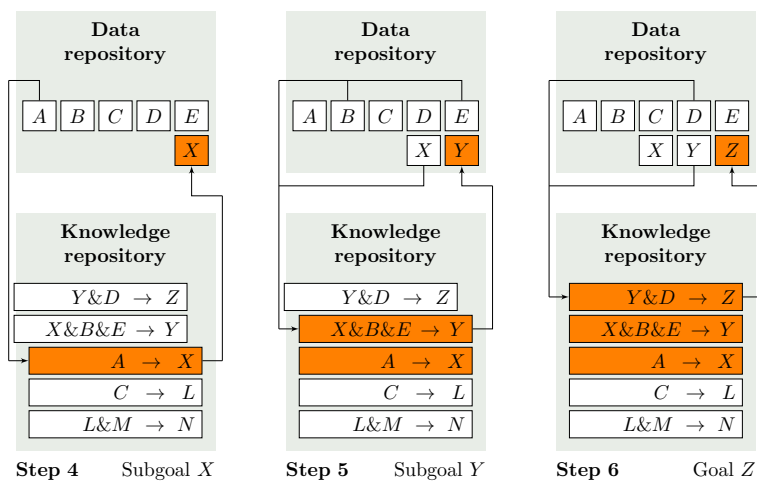 Data
repository
A B C D E
X
Knowledge
repository
Y&D → Z
X&B&E → Y
A → X
C → L
L&M → N
Step 4 Subgoal X
Data
repository
A B C D E
X Y
Knowledge
repository
Y&D → Z
X&B&E → Y
A → X
C → L
L&M → N
Step 5 Subgoal Y
Data
repository
A B C D E
X Y Z
Knowledge
repository
Y&D → Z
X&B&E → Y
A → X
C → L
L&M → N
Step 6 Goal Z